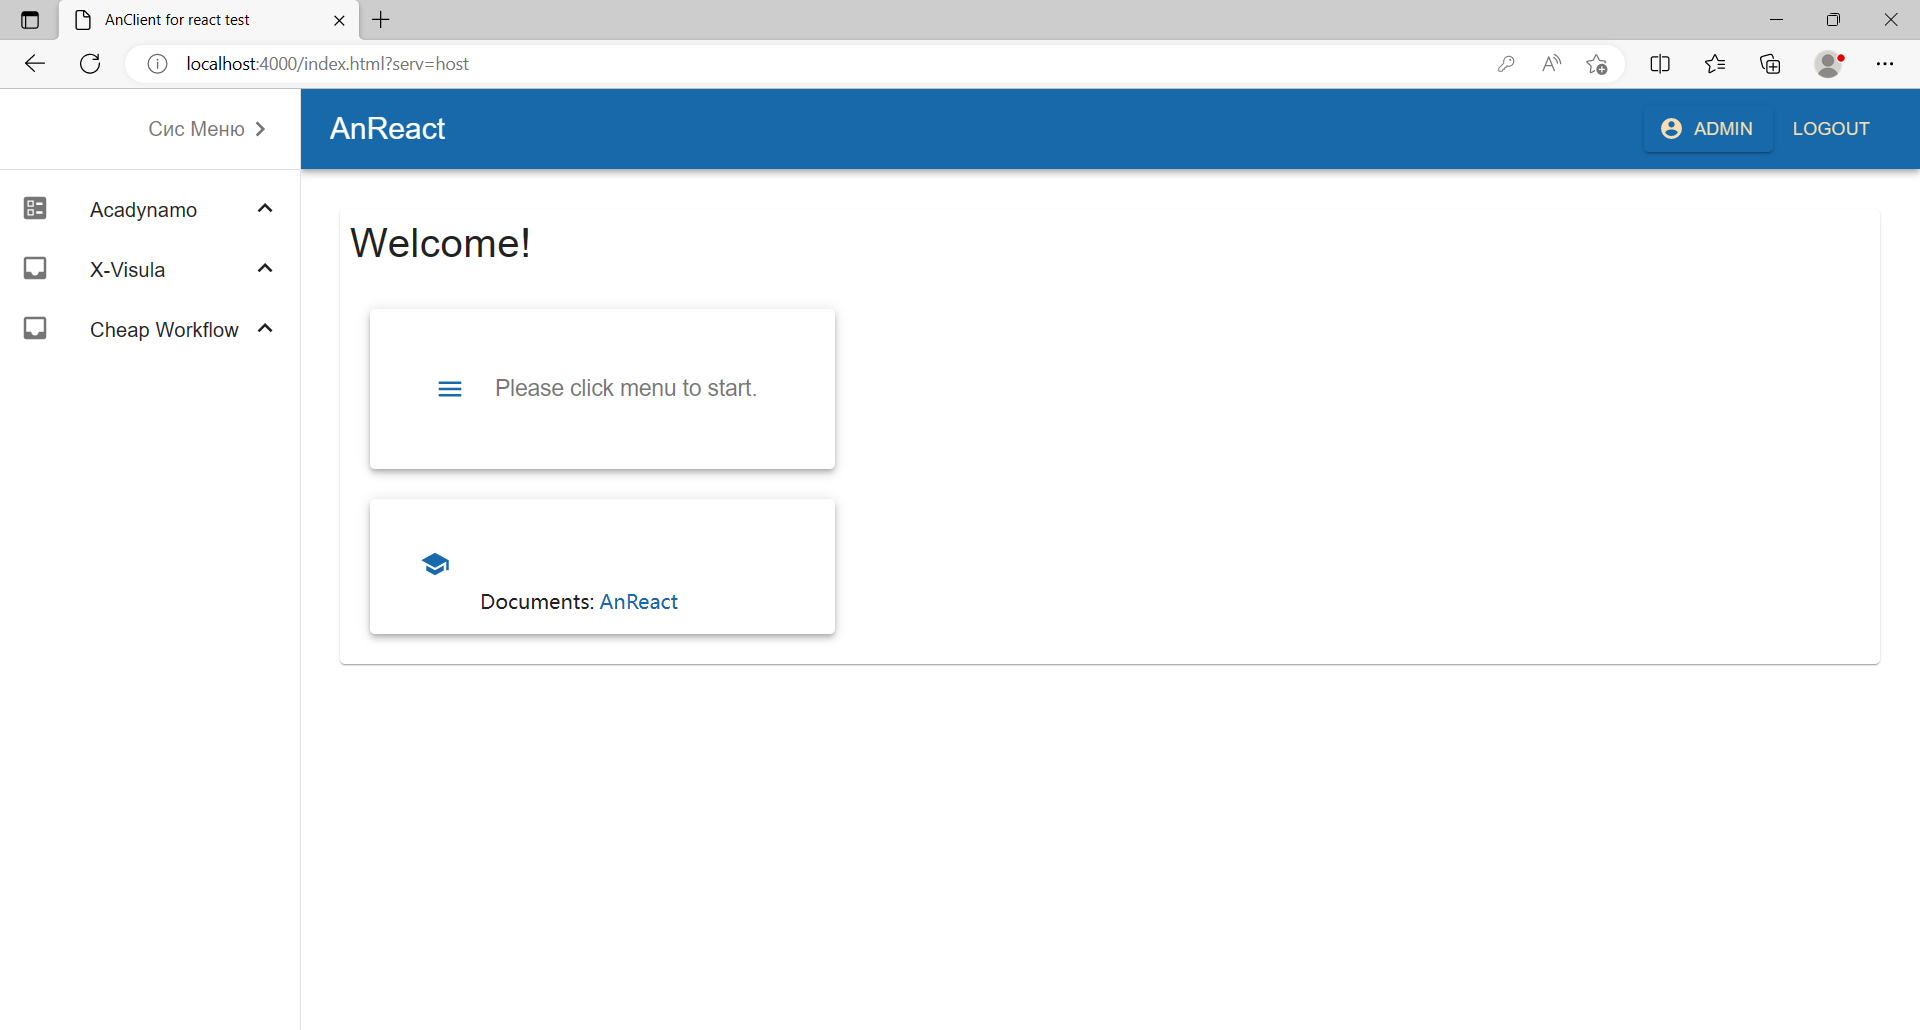 AnClient for react test
localhost:4000/index.html?serv=host
Сис Меню
AnReact
ADMIN
LOGOUT
Acadynamo
X-Visula
Cheap Workflow
Welcome!
Please click menu to start.
Documents: AnReact